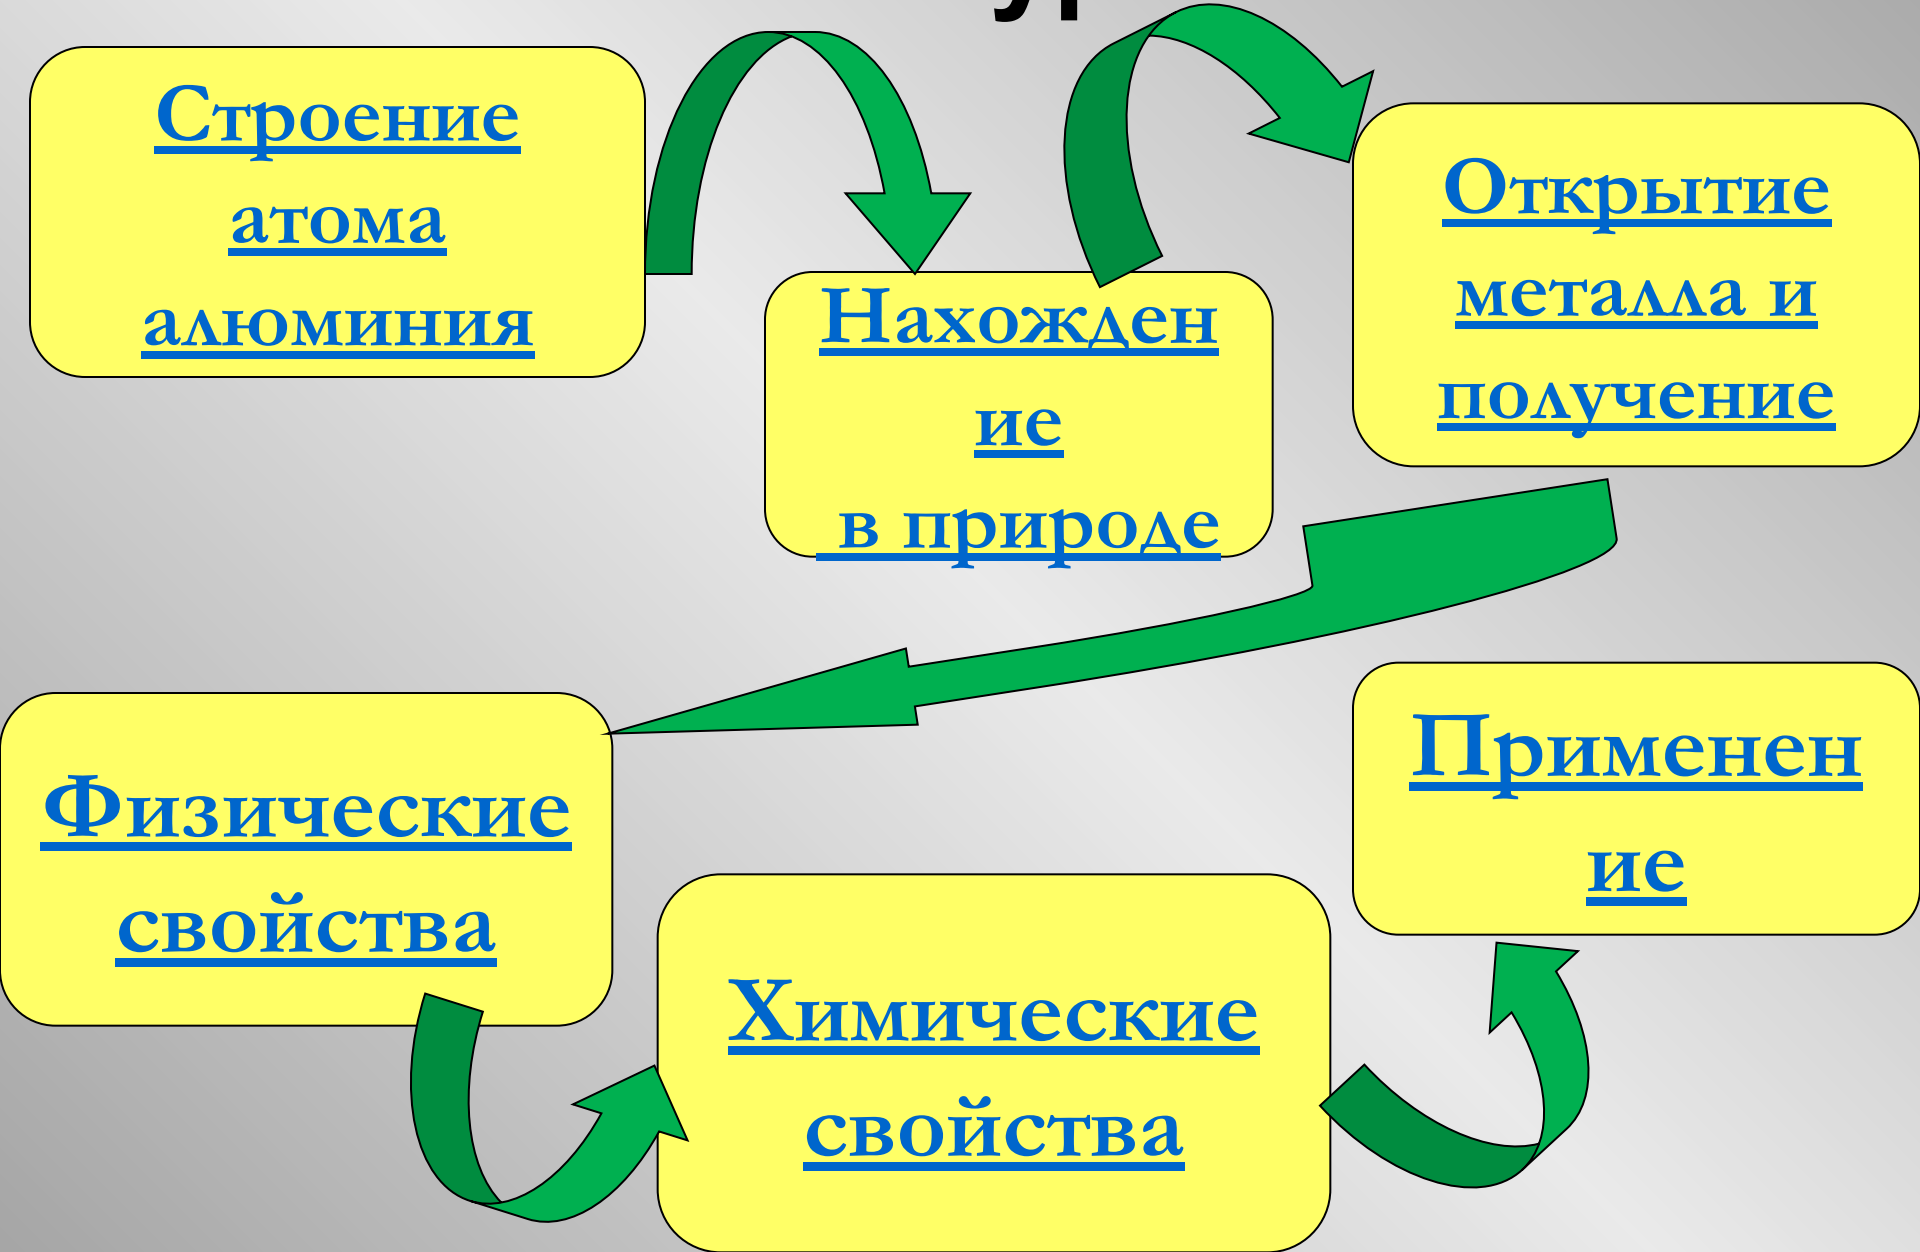 Строение
атома
алюминия
Нахожден
ие
в природе
Открытие
металла и
получение
Физические
свойства
Химические
свойства
Применен
ие